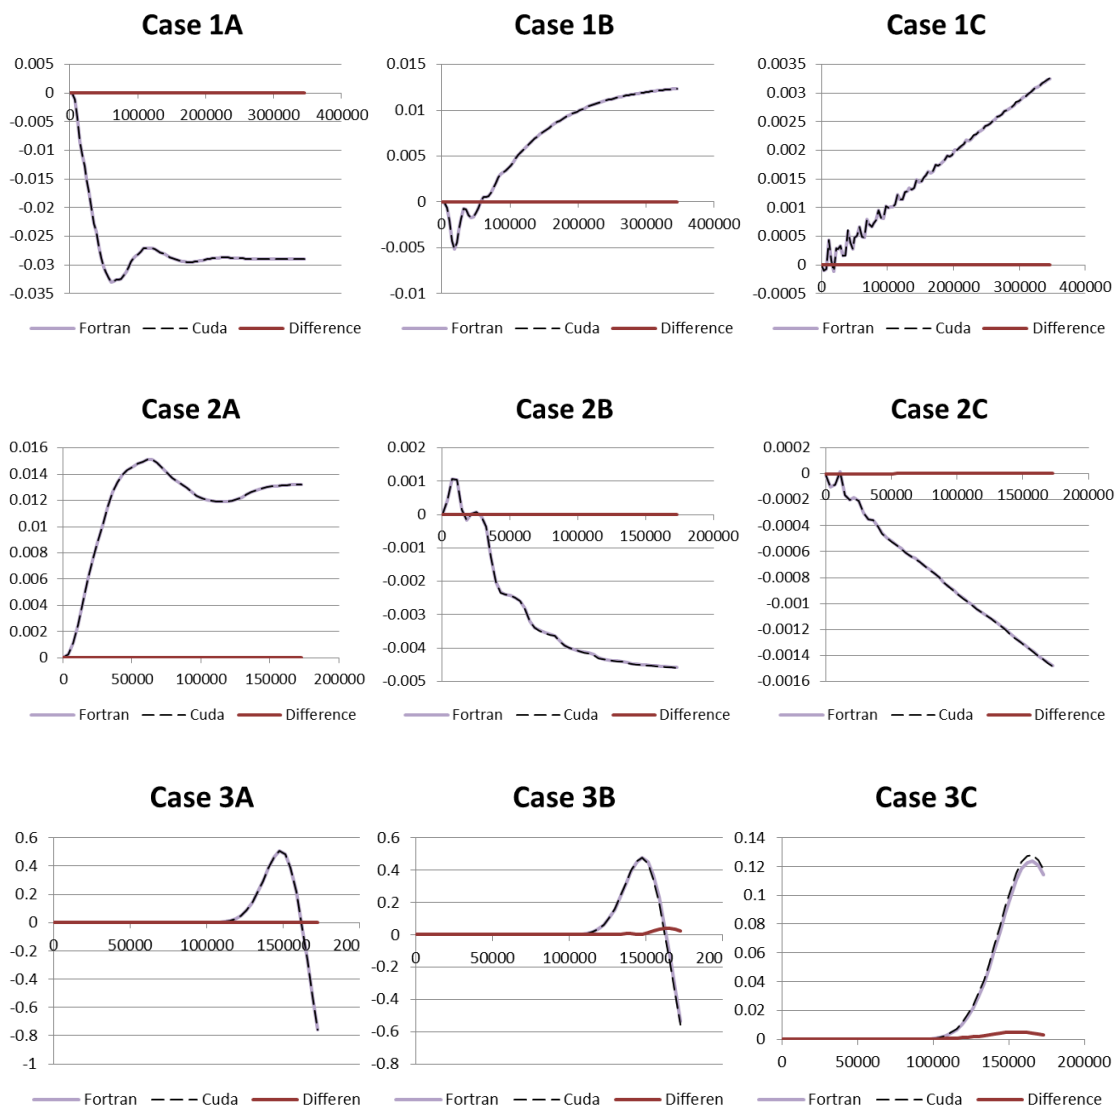 Case 1A
0.005
0
-0.005
-0.01
-0.015
-0.02
-0.025
-0.03
-0.035
0 100000 200000 300000 400000
Fortran Cuda Difference
Case 1B
0.015
0.01
0.005
0
-0.005
-0.01
0 100000 200000 300000 400000
Fortran Cuda Difference
Case 1C
0.0035
0.003
0.0025
0.002
0.0015
0.001
0.0005
0
-0.0005
0 100000 200000 300000 400000
Fortran Cuda Difference
Case 2A
0.016
0.014
0.012
0.01
0.008
0.006
0.004
0.002
0
0 50000 100000 150000 200000
Fortran Cuda Difference
Case 2B
0.002
0.001
0
-0.001
-0.002
-0.003
-0.004
-0.005
0 50000 100000 150000 200000
Fortran Cuda Difference
Case 2C
0.0002
0
-0.0002
-0.0004
-0.0006
-0.0008
-0.001
-0.0012
-0.0014
-0.0016
0 50000 100000 150000 200000
Fortran Cuda Difference
Case 3A
0.6
0.4
0.2
0
-0.2
-0.4
-0.6
-0.8
-1
0 50000 100000 150000 200
Fortran Cuda Differen
Case 3B
0.6
0.4
0.2
0
-0.2
-0.4
-0.6
-0.8
0 50000 100000 150000 200
Fortran Cuda Differen
Case 3C
0.14
0.12
0.1
0.08
0.06
0.04
0.02
0
0 50000 100000 150000 200000
Fortran Cuda Difference